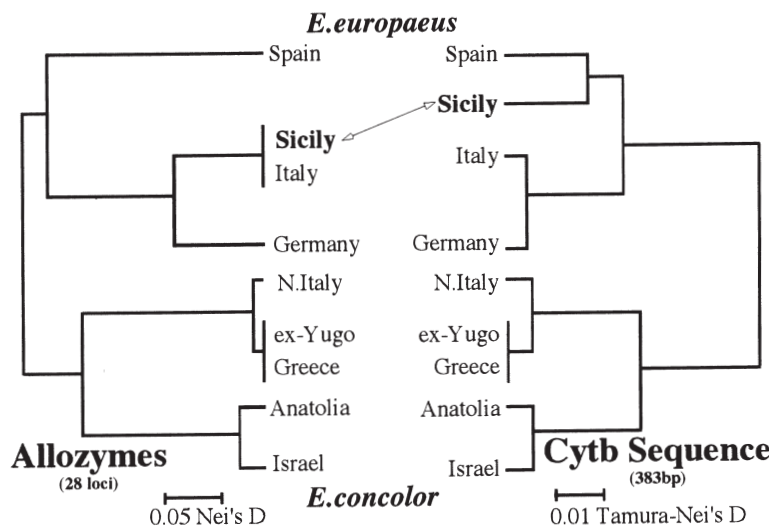 E.europaeus
Spain
Spain
Sicily
Sicily
Italy
Italy
Germany
Germany
N.Italy
N.Italy
ex-Yugo
ex-Yugo
Greece
Greece
Anatolia
Anatolia
Allozymes
(28 loci)
Israel
Israel
Cytb Sequence
(383bp)
E.concolor
0.05 Nei's D
0.01 Tamura-Nei's D